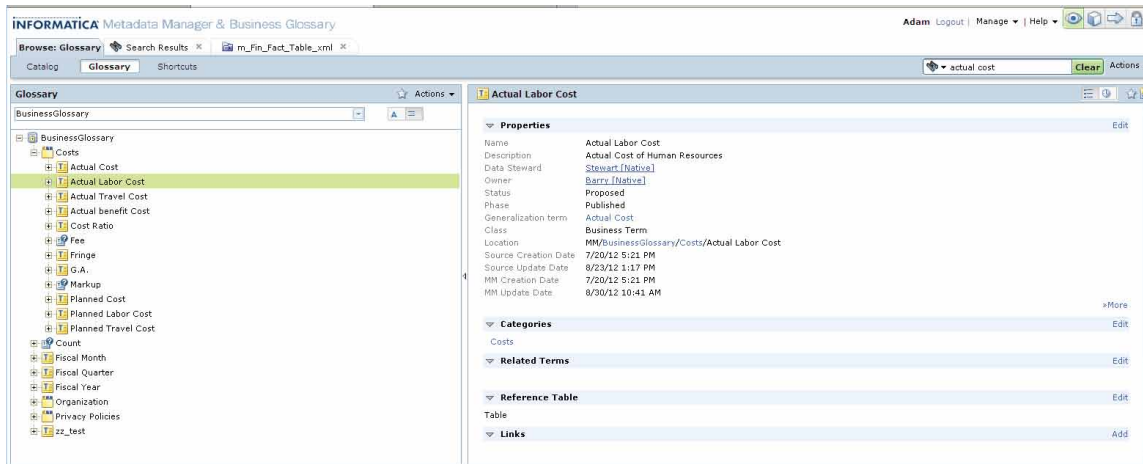 INFORMATICA Metadata Manager & Business Glossary
Adam Logout | Manage | Help
Browse: Glossary Search Results × m_Fin_Fact_Table_xml ×
Catalog Glossary Shortcuts
actual cost Clear Actions
Glossary Actions
BusinessGlossary
A
BusinessGlossary
Costs
Actual Cost
Actual Labor Cost
Actual Travel Cost
Actual benefit Cost
Cost Ratio
Fee
Fringe
G.A.
Markup
Planned Cost
Planned Labor Cost
Planned Travel Cost
Count
Fiscal Month
Fiscal Quarter
Fiscal Year
Organization
Privacy Policies
zz_test
Actual Labor Cost
Properties Edit
Name Actual Labor Cost
Description Actual Cost of Human Resources
Data Steward Stewart [Native]
Owner Barry [Native]
Status Proposed
Phase Published
Generalization term Actual Cost
Class Business Term
Location MM/BusinessGlossary/Costs/Actual Labor Cost
Source Creation Date 7/20/12 5:21 PM
Source Update Date 8/23/12 1:17 PM
MM Creation Date 7/20/12 5:21 PM
MM Update Date 8/30/12 10:41 AM
»More
Categories Edit
Costs
Related Terms Edit
Reference Table Edit
Table
Links Add